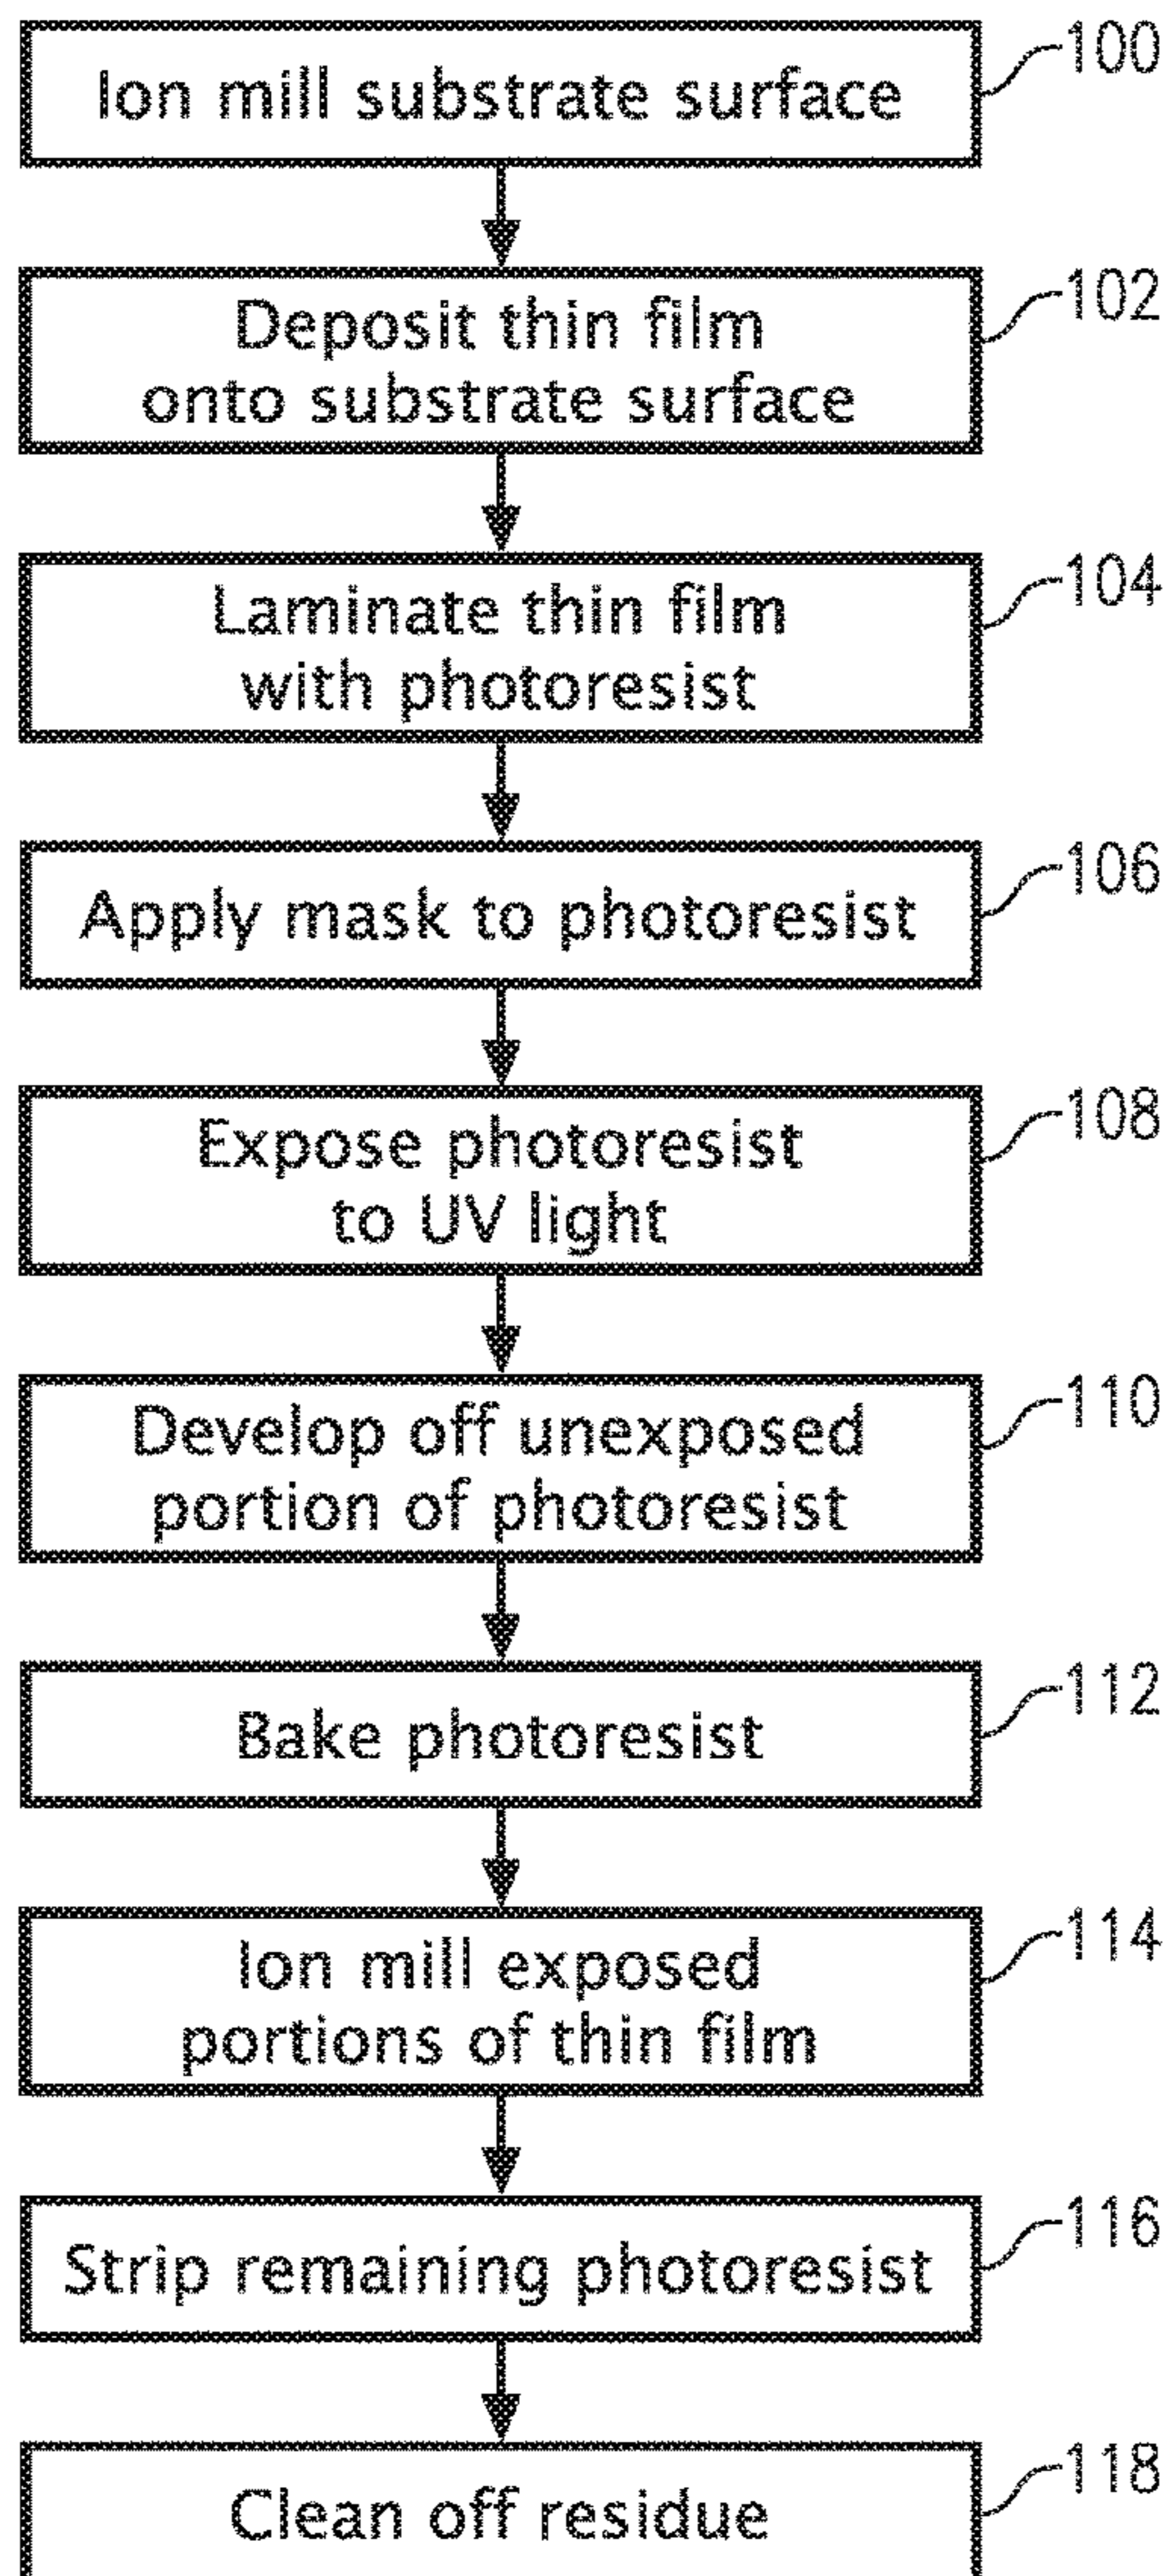 Ion mill substrate surface
100
Deposit thin film
onto substrate surface
102
Laminate thin film
with photoresist
104
Apply mask to photoresist
106
Expose photoresist
to UV light
108
Develop off unexposed
portion of photoresist
110
Bake photoresist
112
Ion mill exposed
portions of thin film
114
Strip remaining photoresist
116
Clean off residue
118